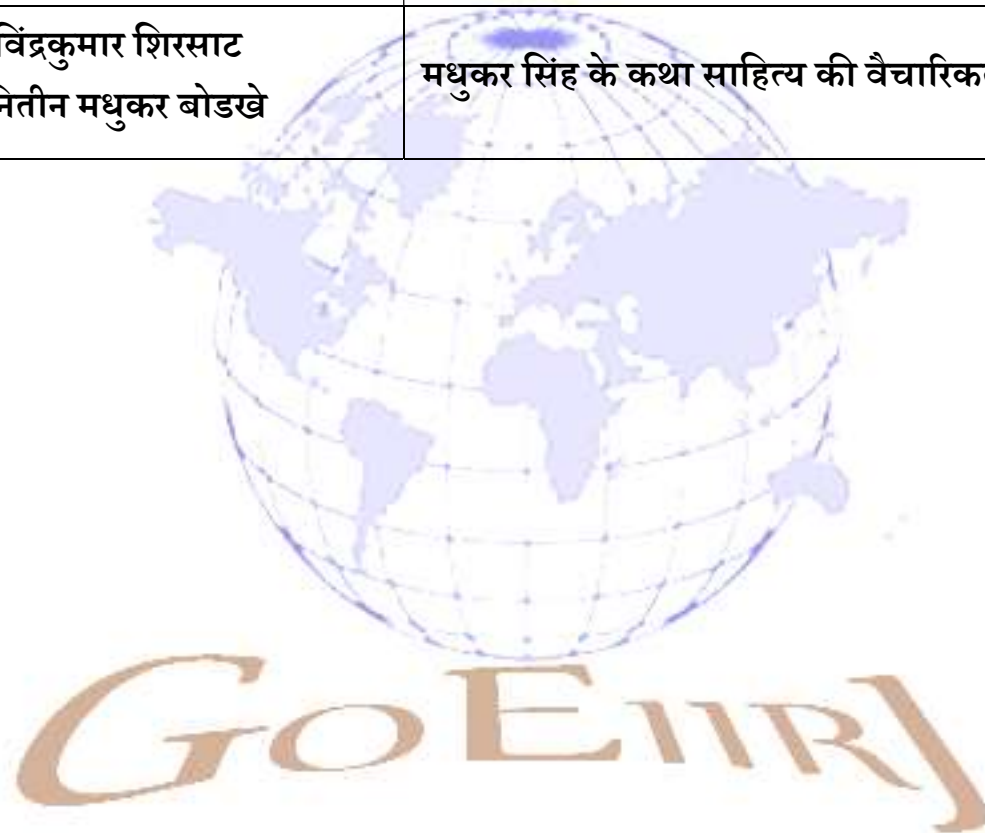 विंद्रकुमार शिरसाट
नितीन मधुकर बोडखे
मधुकर सिंह के कथा साहित्य की
GOEIIRJ